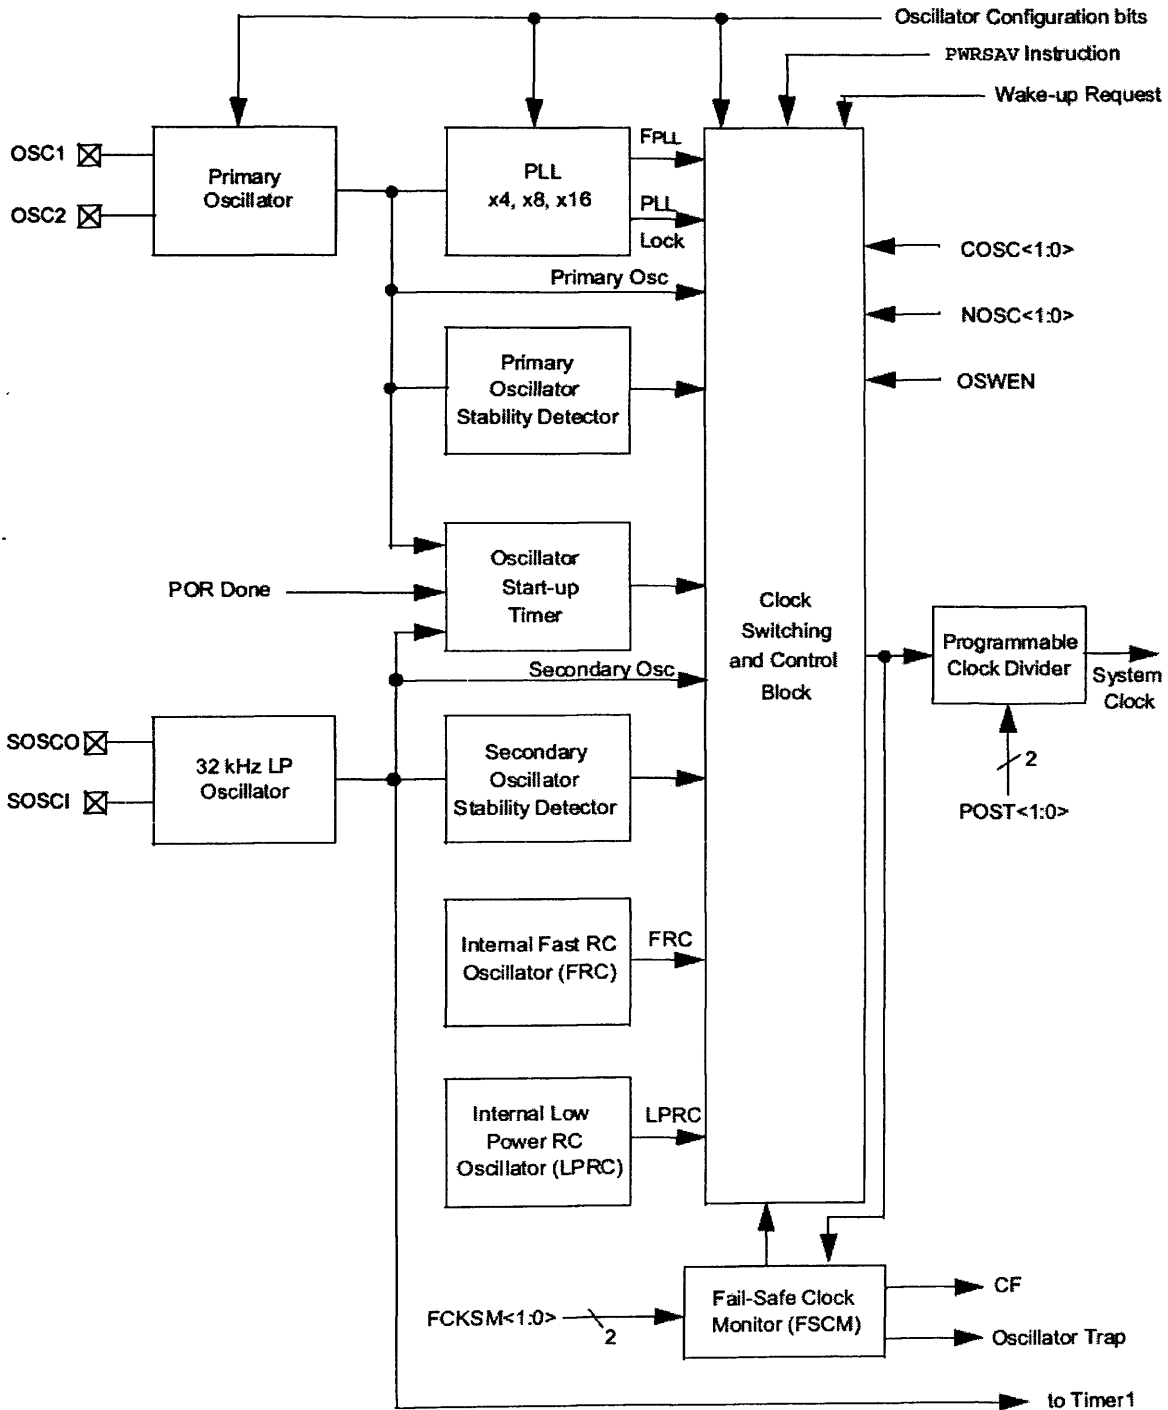 Oscillator Configuration bits
PWRSAV Instruction
Wake-up Request
OSC1
OSC2
Primary
Oscillator
PLL
x4, x8, x16
FPLL
PLL
Lock
COSC<1:0>
Primary Osc
NOSC<1:0>
Primary
Oscillator
Stability Detector
OSWEN
Oscillator
Start-up
Timer
POR Done
Clock
Switching
and Control
Block
Programmable
Clock Divider
System
Clock
Secondary Osc
SOSCO
SOSCI
32 kHz LP
Oscillator
Secondary
Oscillator
Stability Detector
2
POST<1:0>
Internal Fast RC
Oscillator (FRC)
FRC
Internal Low
Power RC
Oscillator (LPRC)
LPRC
FCKSM<1:0>
2
Fail-Safe Clock
Monitor (FSCM)
CF
Oscillator Trap
to Timer1